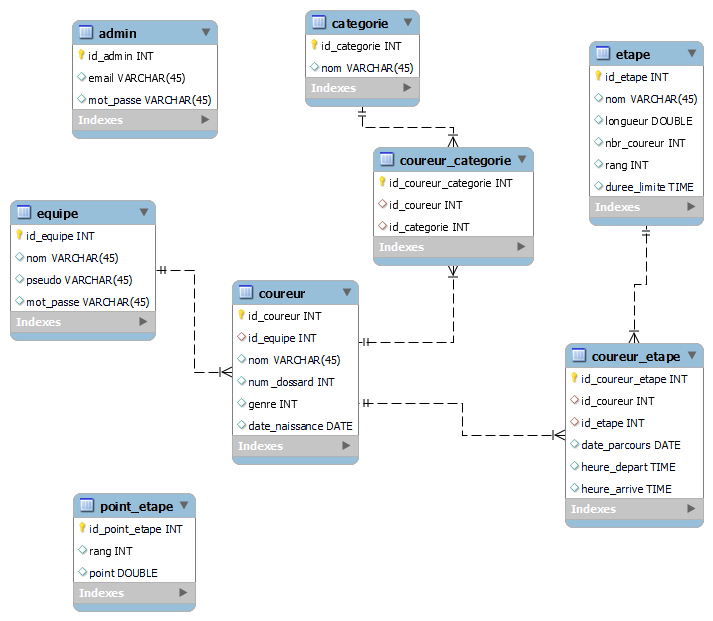 admin
id_admin INT
email VARCHAR(45)
mot_passe VARCHAR(45)
Indexes
categorie
id_categorie INT
nom VARCHAR(45)
Indexes
etape
id_etape INT
nom VARCHAR(45)
longueur DOUBLE
nbr_coureur INT
rang INT
duree_limite TIME
Indexes
coureur_categorie
id_coureur_categorie INT
id_coureur INT
id_categorie INT
Indexes
equipe
id_equipe INT
nom VARCHAR(45)
pseudo VARCHAR(45)
mot_passe VARCHAR(45)
Indexes
coureur
id_coureur INT
id_equipe INT
nom VARCHAR(45)
num_dossard INT
genre INT
date_naissance DATE
Indexes
coureur_etape
id_coureur_etape INT
id_coureur INT
id_etape INT
date_parcours DATE
heure_depart TIME
heure_arrive TIME
Indexes
point_etape
id_point_etape INT
rang INT
point DOUBLE
Indexes